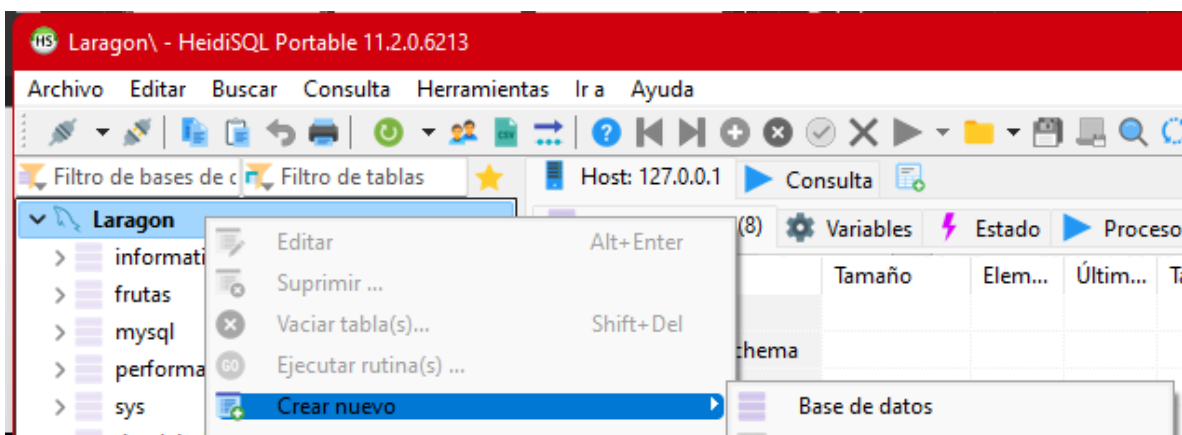 Laragon\ - HeidiSQL Portable 11.2.0.6213
Archivo Editar Buscar Consulta Herramientas Ir a Ayuda
Filtro de bases de c Filtro de tablas Host: 127.0.0.1 Consulta
Laragon (8) Variables Estado Proceso
Editar Alt+Enter
informati Tamaño Elem... Últim...
Suprimir ...
frutas
Vaciar tabla(s)... Shift+Del
mysql
chema
Ejecutar rutina(s) ...
performa
sys Crear nuevo Base de datos